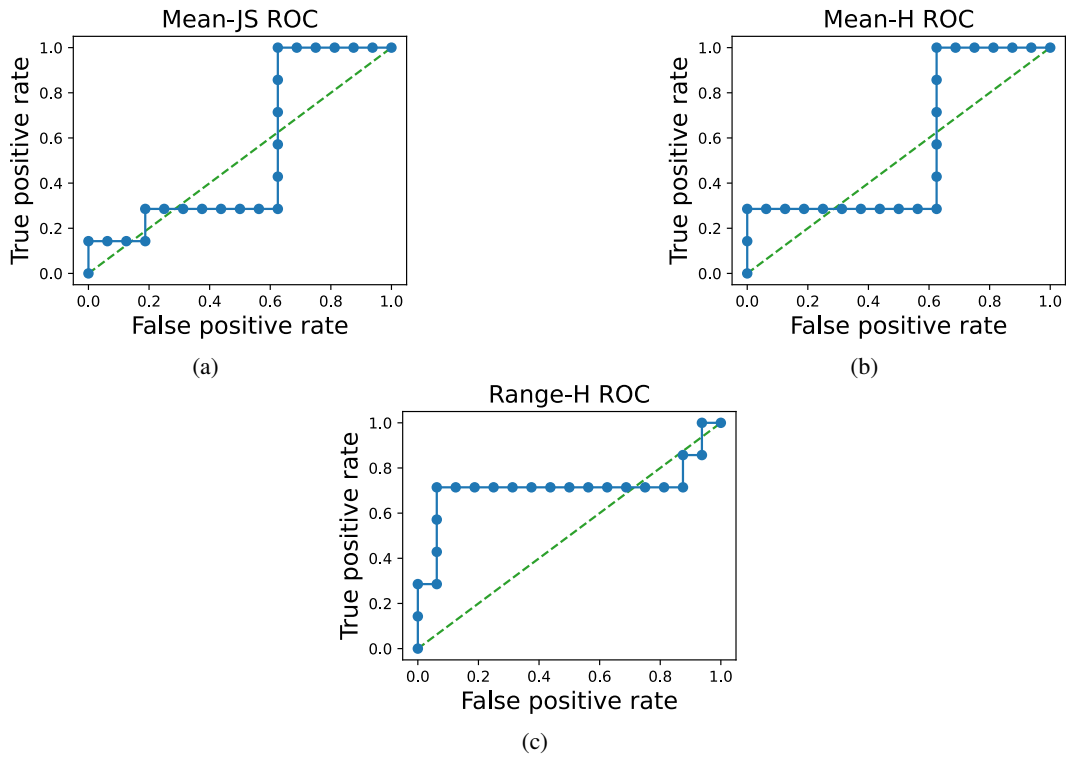 Mean-JS ROC
True positive rate
1.0
0.8
0.6
0.4
0.2
0.0
0.0 0.2 0.4 0.6 0.8 1.0
False positive rate
(a)
Mean-H ROC
True positive rate
1.0
0.8
0.6
0.4
0.2
0.0
0.0 0.2 0.4 0.6 0.8 1.0
False positive rate
(b)
Range-H ROC
True positive rate
1.0
0.8
0.6
0.4
0.2
0.0
0.0 0.2 0.4 0.6 0.8 1.0
False positive rate
(c)